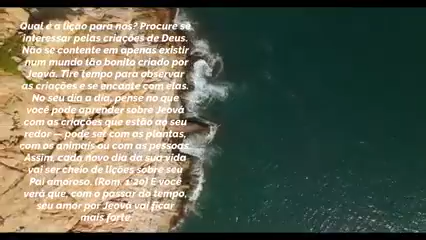 Qual é a lição para nós? Procure se
interessar pelas criações de Deus.
Não se contente em apenas existir
num mundo tão bonito criado por
Jeová. Tire tempo para observar
as criações e se encante com elas.
No seu dia a dia, pense no que
você pode aprender sobre Jeová
com as criações que estão ao seu
redor — pode ser com as plantas,
com os animais ou com as pessoas.
Assim, cada novo dia da sua vida
vai ser cheio de lições sobre seu
Pai amoroso. (Rom. 1:20) E você
verá que, com o passar do tempo,
seu amor por Jeová vai ficar
mais forte.